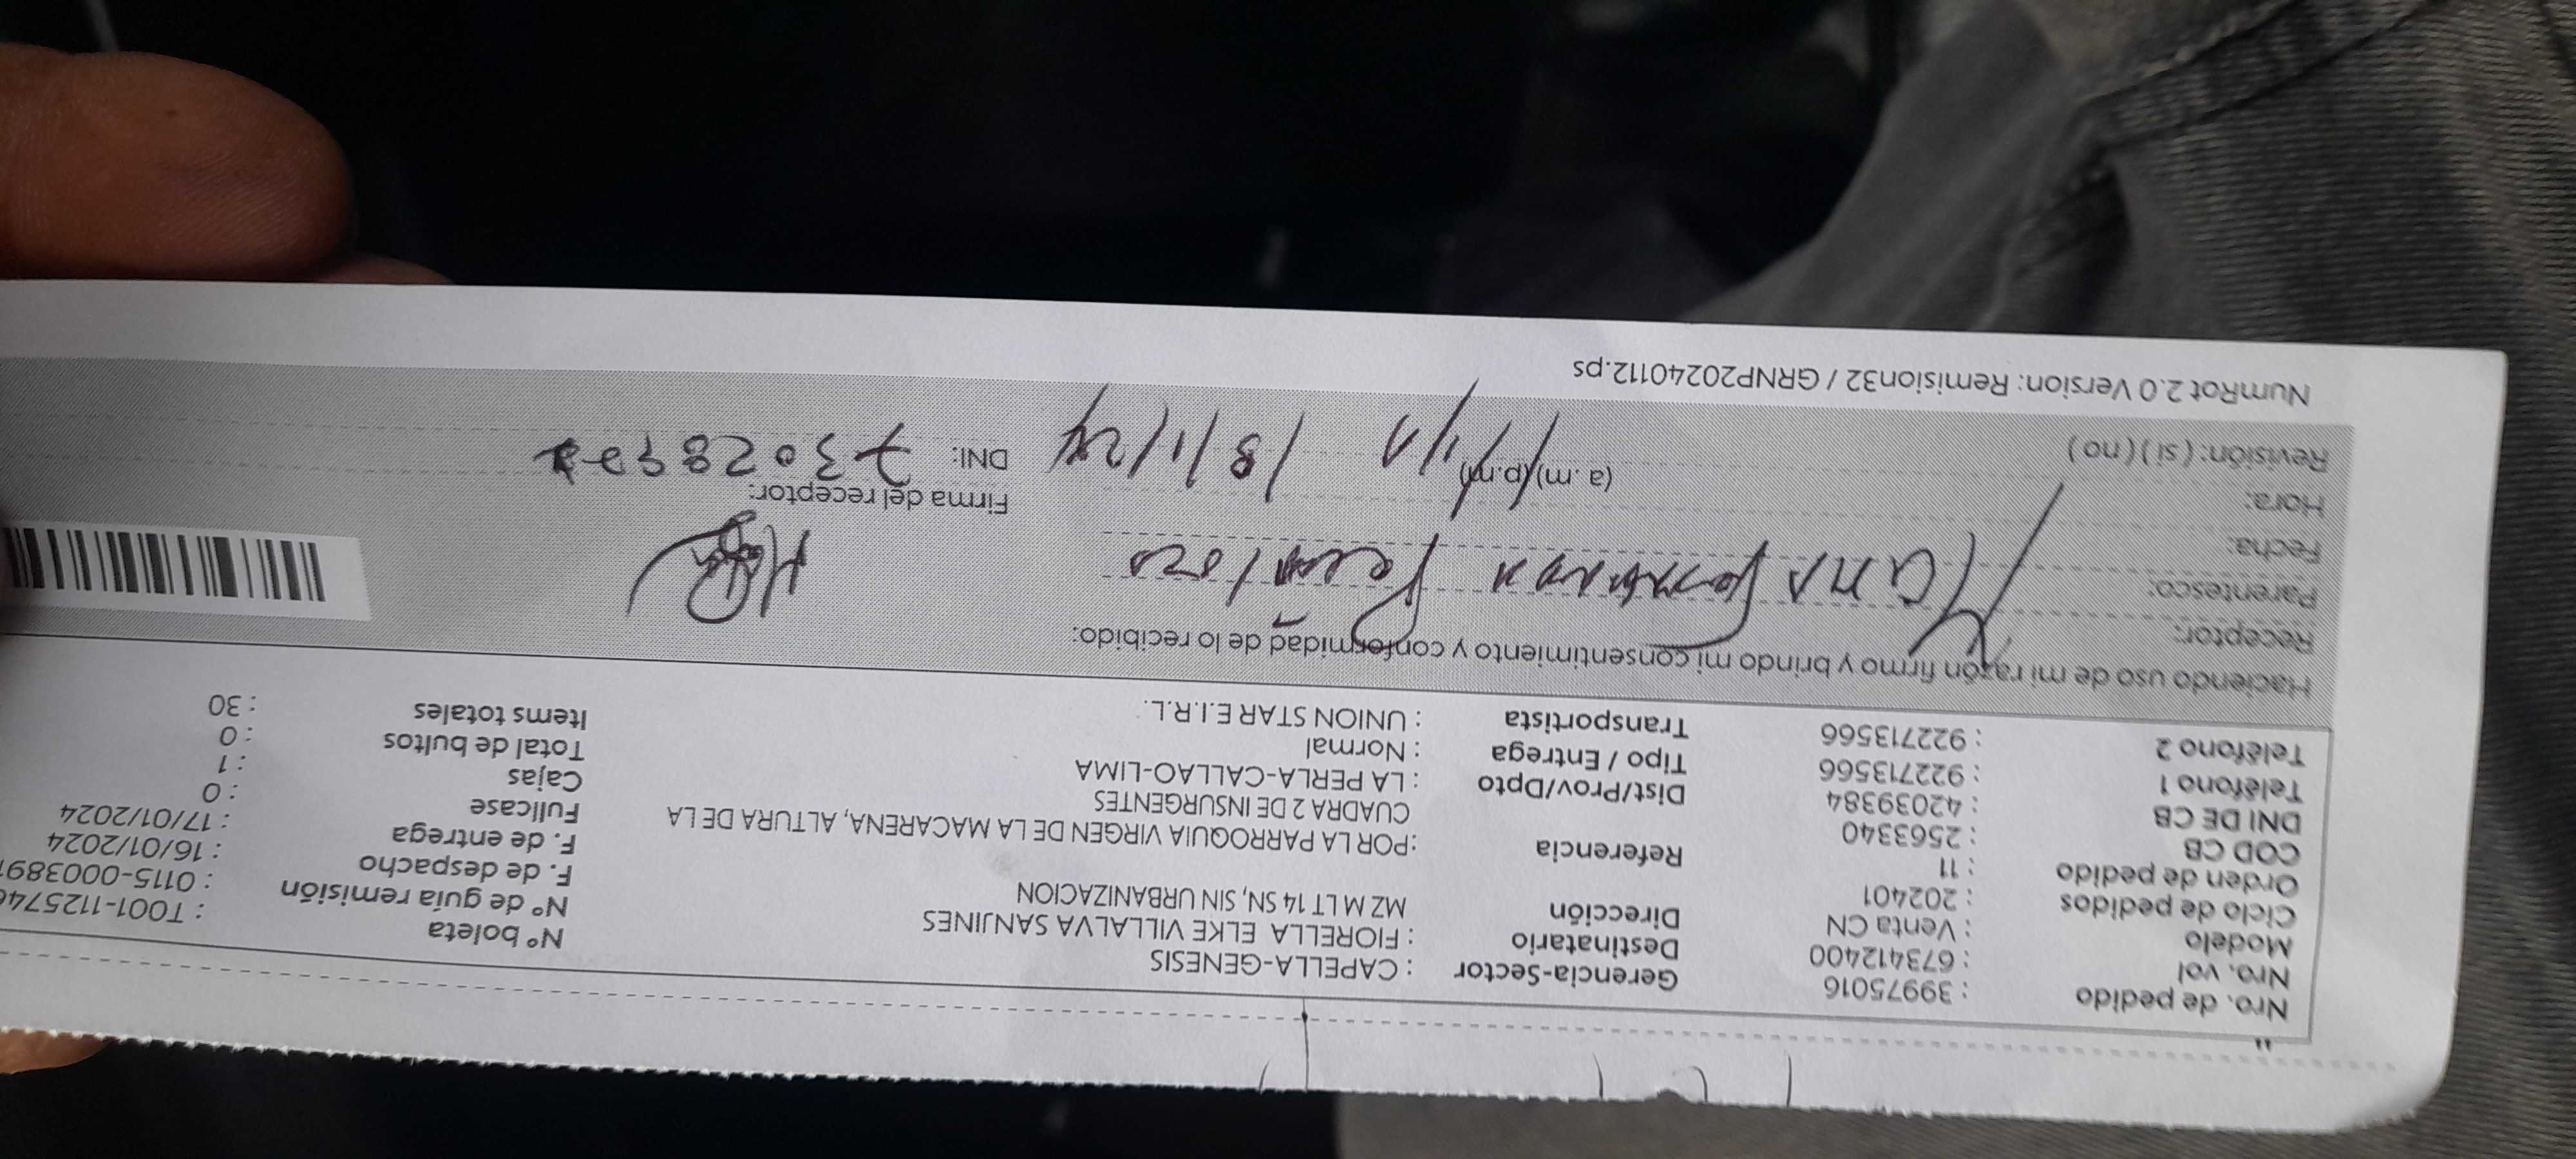 Nro. de pedido : 39975016 Gerencia-Sector : CAPELLA-GENESIS Nº boleta : T001-112574
Nro. vol : 673412400 Destinatario : FIORELLA ELKE VILLALVA SANJINES Nº de guía remisión : 0115-000389
Modelo : Venta CN Dirección MZ M LT 14 SN, SIN URBANIZACION F. de despacho : 16/01/2024
Ciclo de pedidos : 202401 F. de entrega : 17/01/2024
Orden de pedido : 11 Referencia :POR LA PARROQUIA VIRGEN DE LA MACARENA, ALTURA DE LA Fullcase : 0
COD CB : 2563340 CUADRA 2 DE INSURGENTES Cajas : 1
DNI DE CB : 42039384 Dist/Prov/Dpto : LA PERLA-CALLAO-LIMA Total de bultos : 0
Teléfono 1 : 922713566 Tipo / Entrega : Normal Items totales : 30
Teléfono 2 : 922713566 Transportista : UNION STAR E.I.R.L.
Haciendo uso de mi razón firmo y brindo mi consentimiento y conformidad de lo recibido:
Receptor:
Parentesco:
Fecha:
Hora: (a.m)(p.m) 18/1/24 Firma del receptor:
Revisión: (si) (no) DNI:
NumRot 2.0 Version: Remision32 / GRNP20240112.ps